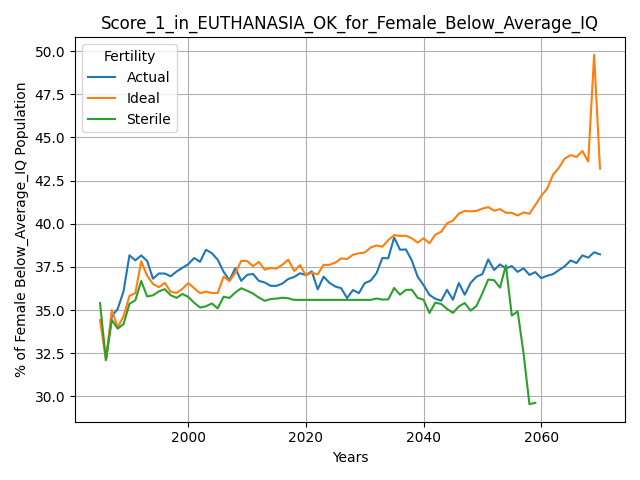 Score_1_in_EUTHANASIA_OK_for_Female_Below_Average_IQ
% of Female Below_Average_IQ Population
50.0
47.5
45.0
42.5
40.0
37.5
35.0
32.5
30.0
Fertility
Actual
Ideal
Sterile
2000
2020
2040
2060
Years